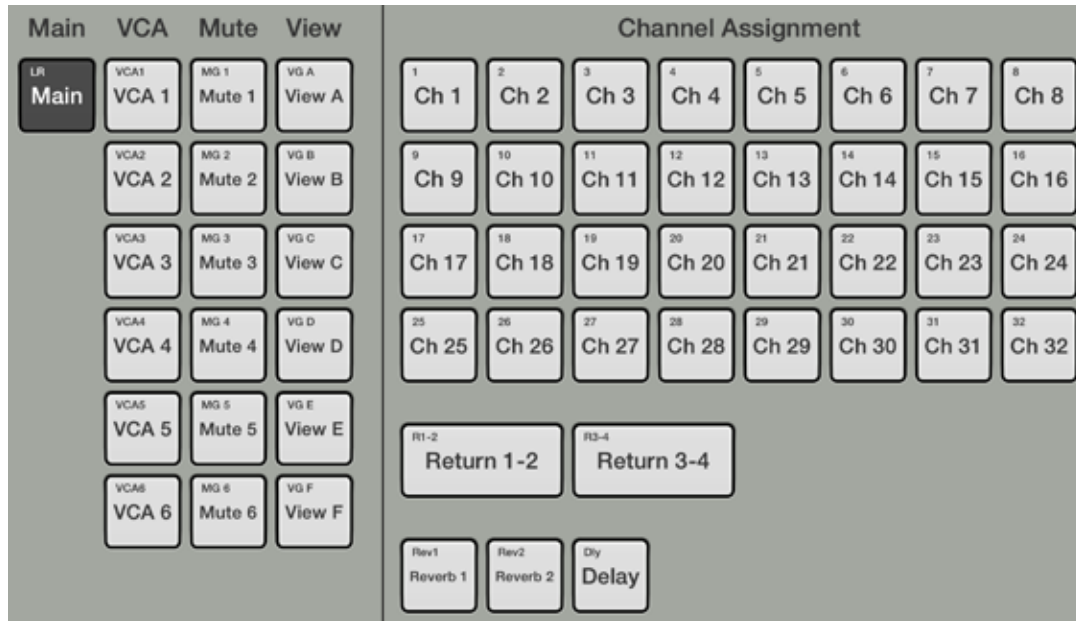 Main VCA Mute View Channel Assignment
LR VCA1 MG 1 VG A 1 2 3 4 5 6 7 8
Main VCA 1 Mute 1 View A Ch 1 Ch 2 Ch 3 Ch 4 Ch 5 Ch 6 Ch 7 Ch 8
VCA2 MG 2 VG B 9 10 11 12 13 14 15 16
VCA 2 Mute 2 View B Ch 9 Ch 10 Ch 11 Ch 12 Ch 13 Ch 14 Ch 15 Ch 16
VCA3 MG 3 VG C 17 18 19 20 21 22 23 24
VCA 3 Mute 3 View C Ch 17 Ch 18 Ch 19 Ch 20 Ch 21 Ch 22 Ch 23 Ch 24
VCA4 MG 4 VG D 25 26 27 28 29 30 31 32
VCA 4 Mute 4 View D Ch 25 Ch 26 Ch 27 Ch 28 Ch 29 Ch 30 Ch 31 Ch 32
VCA5 MG 5 VG E
VCA 5 Mute 5 View E
R1-2 R3-4
Return 1-2 Return 3-4
VCA6 MG 6 VG F
VCA 6 Mute 6 View F
Rev1 Rev2 Dly
Reverb 1 Reverb 2 Delay